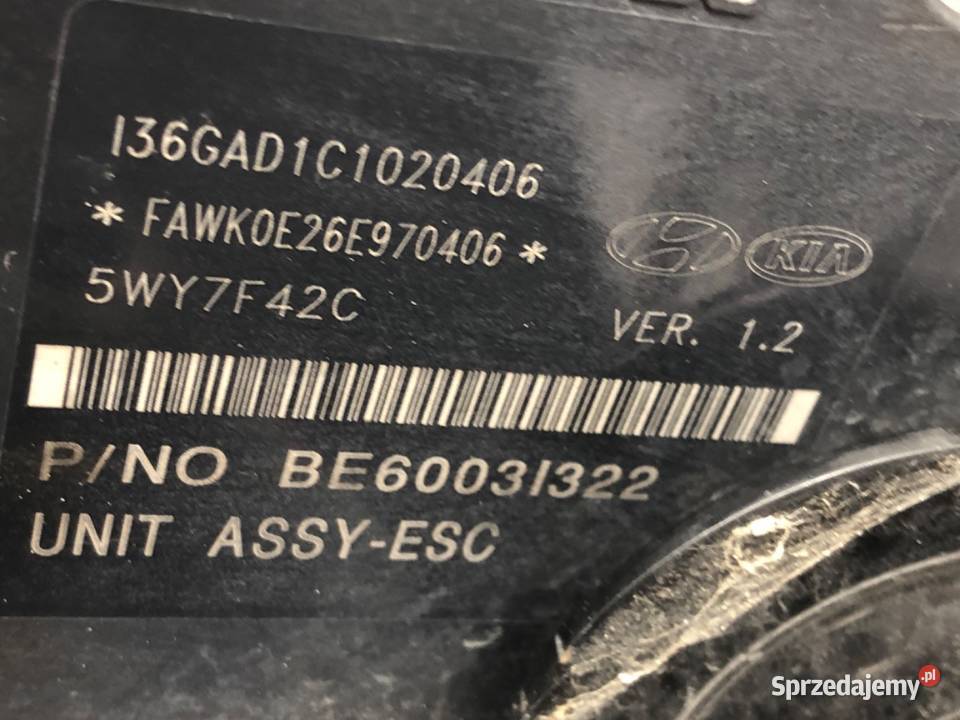 I36GAD1C1020406
* FAWK0E26E970406 *
KIA
5WY7F42C
VER. 1.2
P/NO BE6003I322
UNIT ASSY-ESC
Sprzedajemy.pl